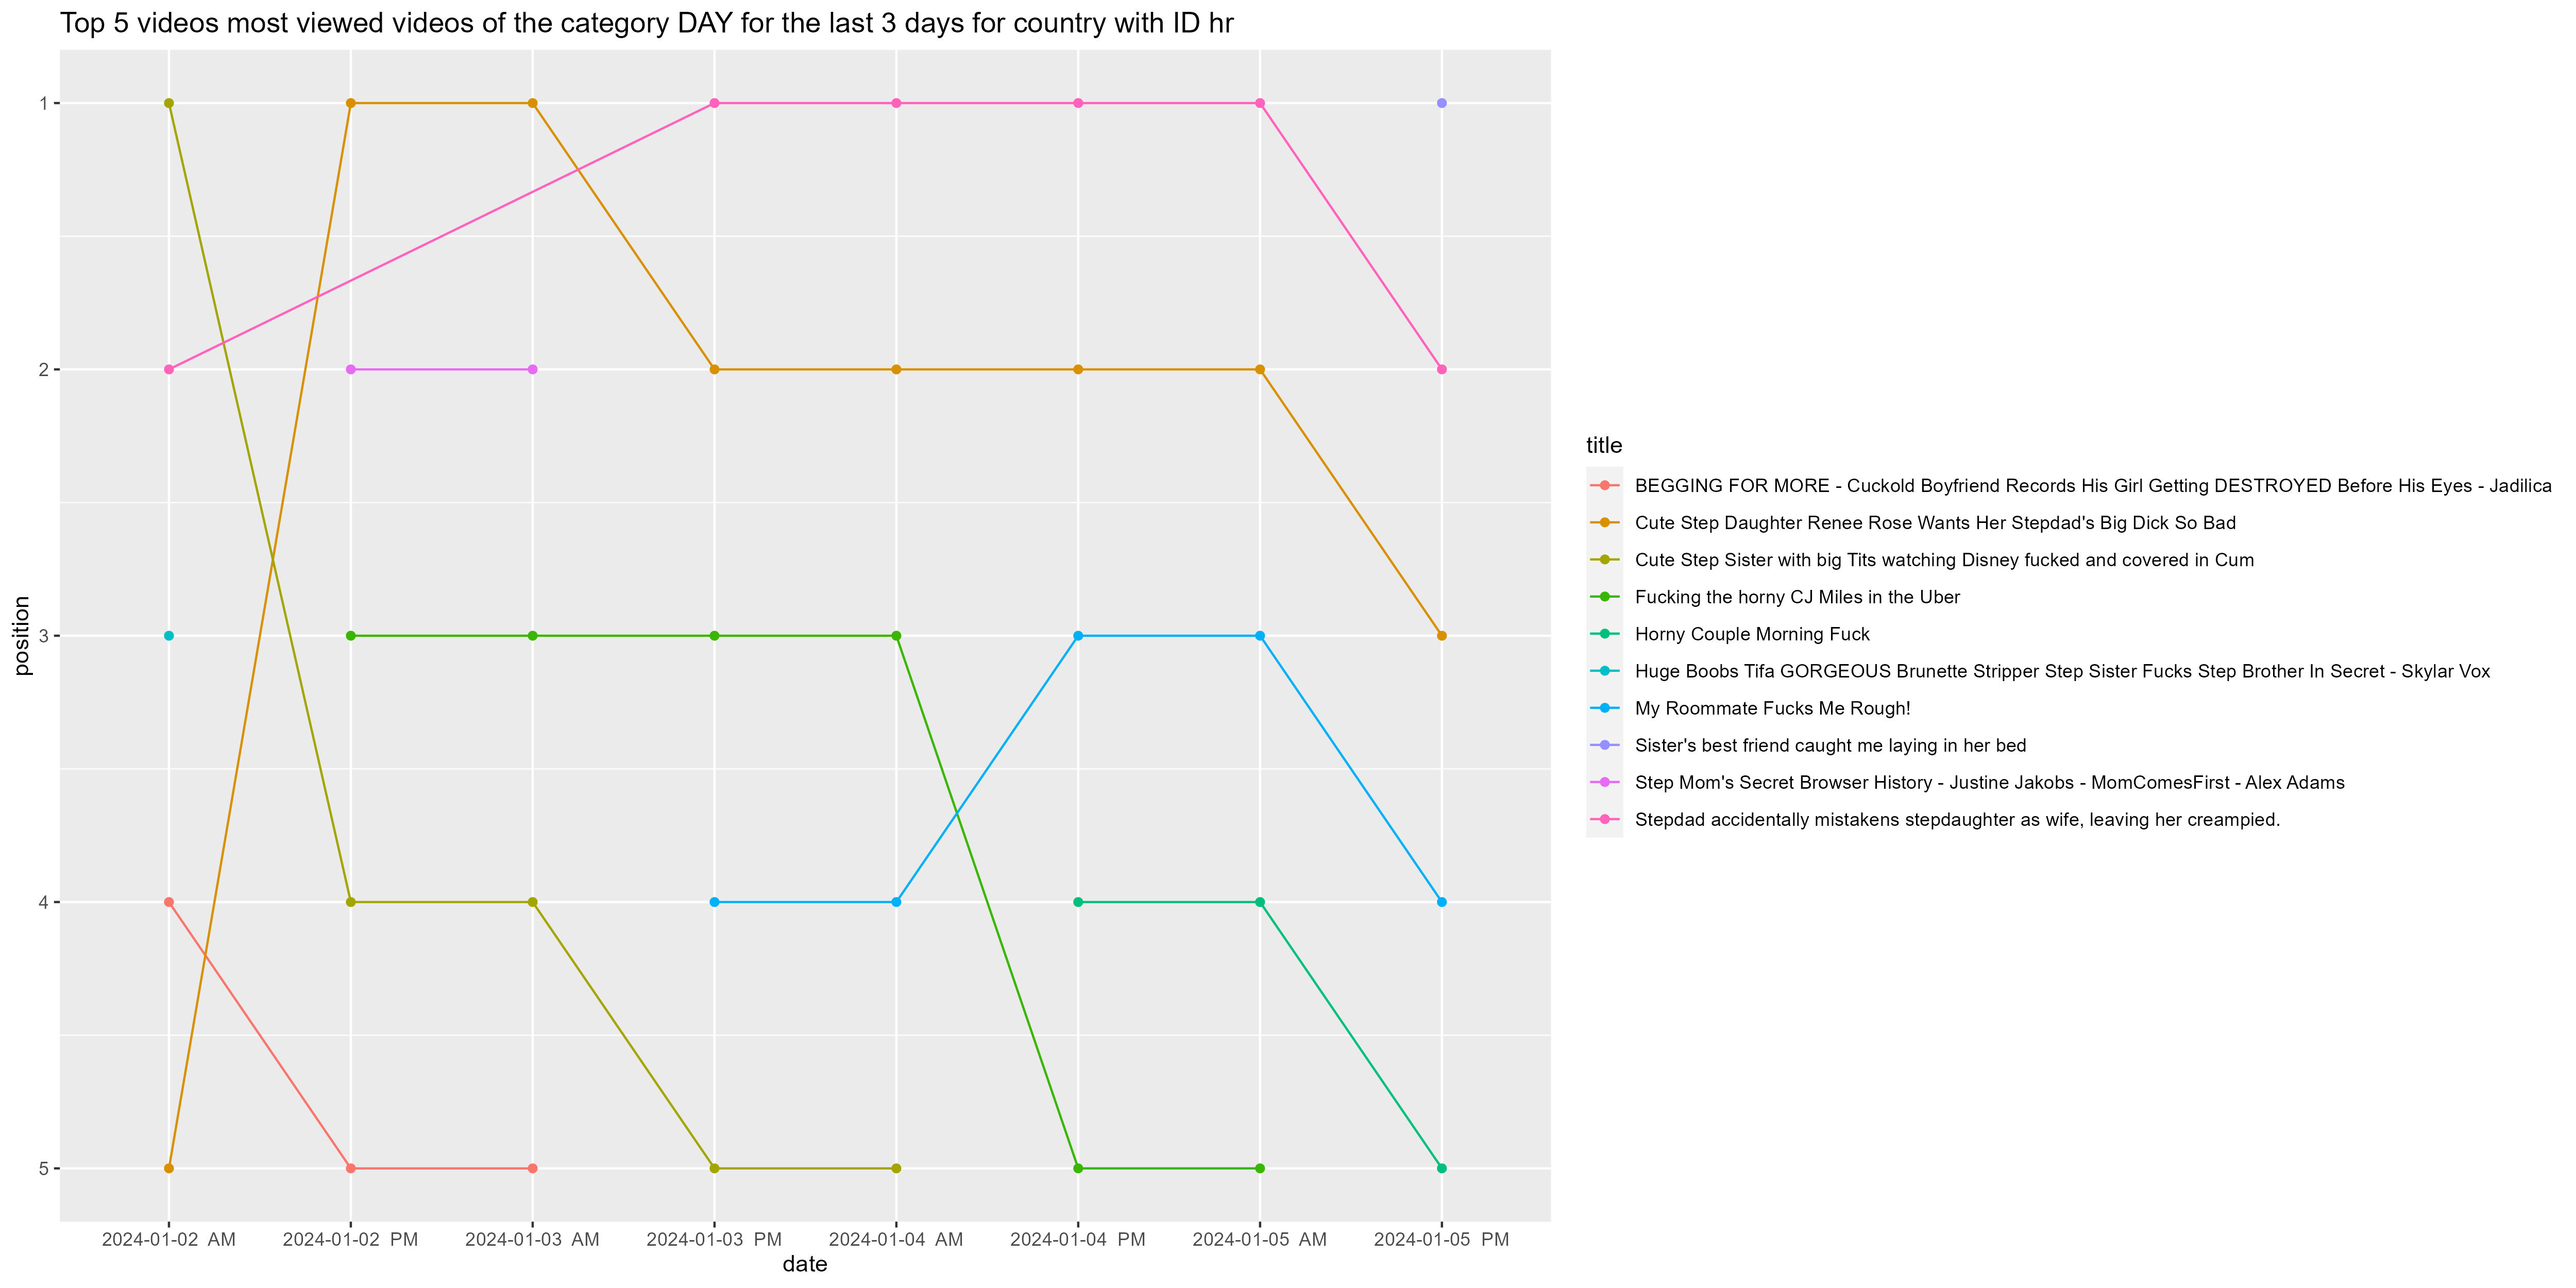 Top 5 videos most viewed videos of the category DAY for the last 3 days for country with ID hr
1
2
3
4
5
position
2024-01-02 AM
2024-01-02 PM
2024-01-03 AM
2024-01-03 PM
2024-01-04 AM
2024-01-04 PM
2024-01-05 AM
2024-01-05 PM
date
title
BEGGING FOR MORE - Cuckold Boyfriend Records His Girl Getting DESTROYED Before His Eyes - Jadilica
Cute Step Daughter Renee Rose Wants Her Stepdad's Big Dick So Bad
Cute Step Sister with big Tits watching Disney fucked and covered in Cum
Fucking the horny CJ Miles in the Uber
Horny Couple Morning Fuck
Huge Boobs Tifa GORGEOUS Brunette Stripper Step Sister Fucks Step Brother In Secret - Skylar Vox
My Roommate Fucks Me Rough!
Sister's best friend caught me laying in her bed
Step Mom's Secret Browser History - Justine Jakobs - MomComesFirst - Alex Adams
Stepdad accidentally mistakens stepdaughter as wife, leaving her creampied.